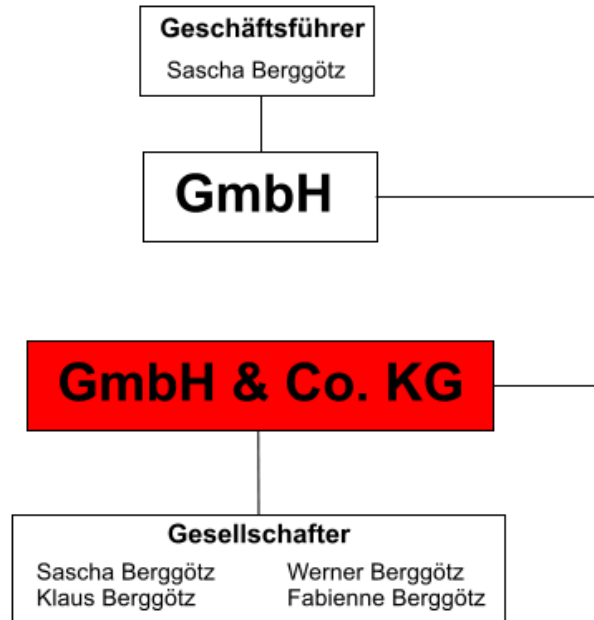 Geschäftsführer
Sascha Berggötz
GmbH
GmbH & Co. KG
Gesellschafter
Sascha Berggötz Werner Berggötz
Klaus Berggötz Fabienne Berggötz